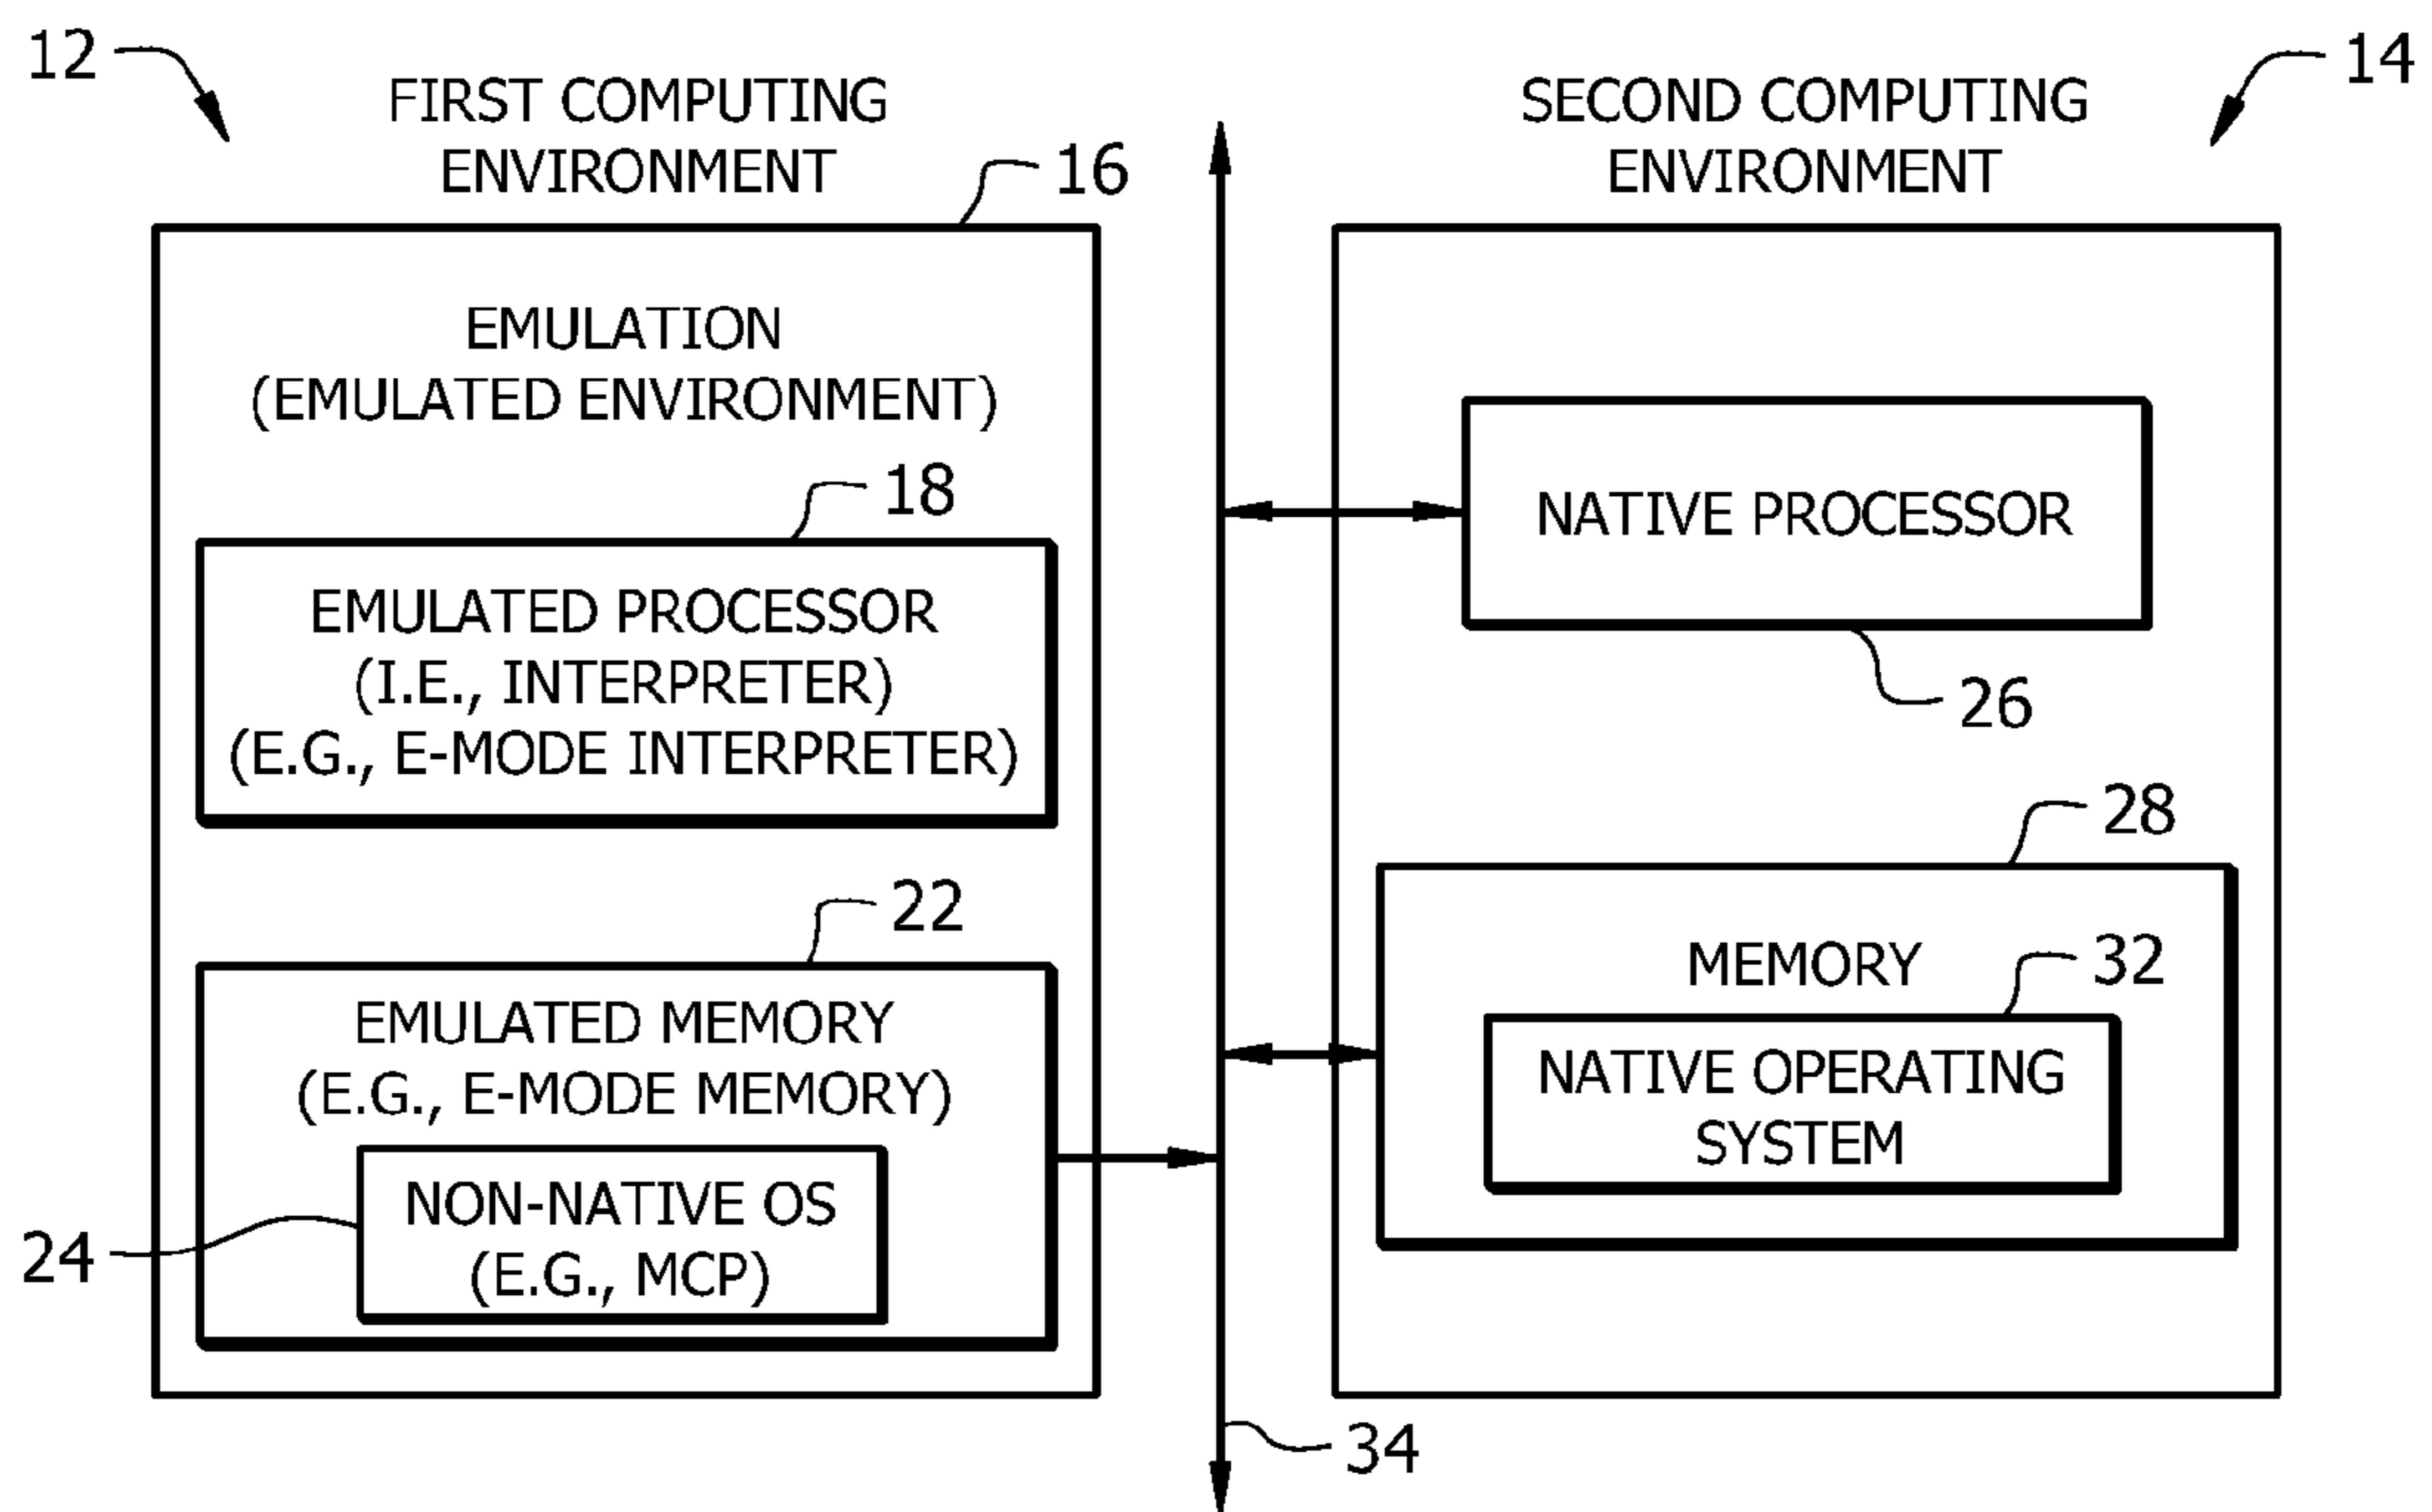 12
FIRST COMPUTING
ENVIRONMENT
16
EMULATION
(EMULATED ENVIRONMENT)
18
EMULATED PROCESSOR
(I.E., INTERPRETER)
(E.G., E-MODE INTERPRETER)
22
EMULATED MEMORY
(E.G., E-MODE MEMORY)
NON-NATIVE OS
(E.G., MCP)
24
SECOND COMPUTING
ENVIRONMENT
14
NATIVE PROCESSOR
26
28
MEMORY
32
NATIVE OPERATING
SYSTEM
34